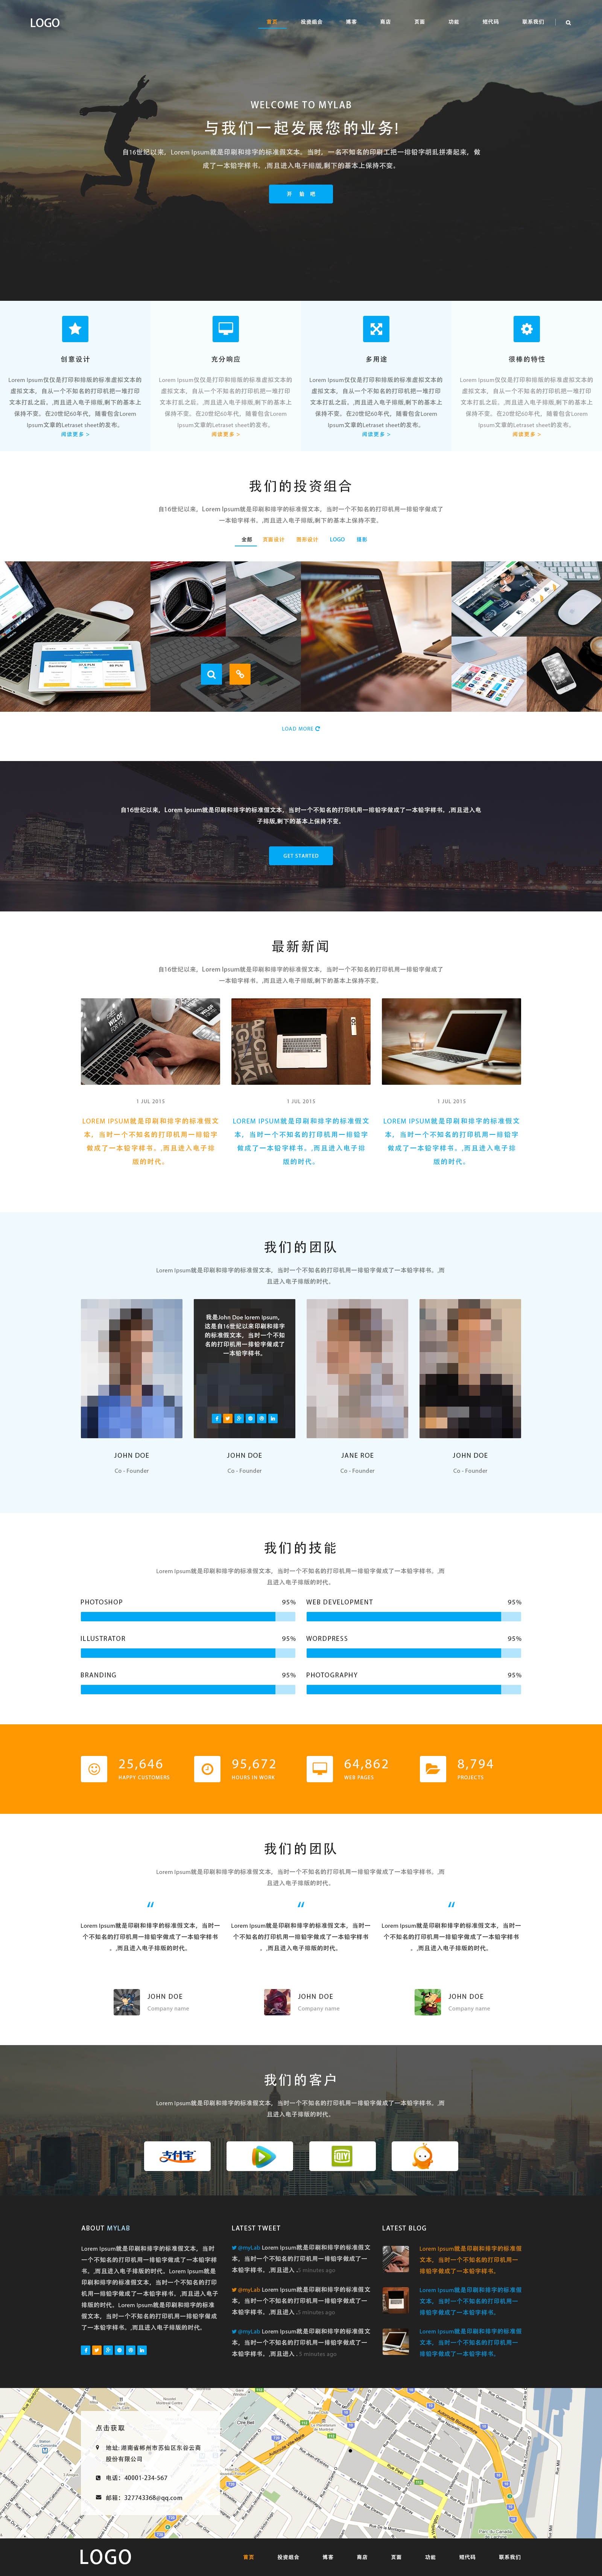 LOGO
首页 投资组合 博客 商店 页面 功能 短代码 联系我们
WELCOME TO MYLAB
与我们一起发展您的业务!
自16世纪以来，Lorem Ipsum就是印刷和排字的标准假文本。当时，一名不知名的印刷工把一排铅字胡乱拼凑起来，做
成了一本铅字样书。,而且进入电子排版,剩下的基本上保持不变。
开 始 吧
创意设计 充分响应 多用途 很棒的特性
Lorem Ipsum仅仅是打印和排版的标准虚拟文本的
虚拟文本，自从一个不知名的打印机把一堆打印
文本打乱之后、,而且进入电子排版,剩下的基本上
保持不变。在20世纪60年代，随着包含Lorem
Ipsum文章的Letraset sheet的发布。
阅读更多 >
Lorem Ipsum仅仅是打印和排版的标准虚拟文本的
虚拟文本，自从一个不知名的打印机把一堆打印
文本打乱之后、,而且进入电子排版,剩下的基本上
保持不变。在20世纪60年代，随着包含Lorem
Ipsum文章的Letraset sheet的发布。
阅读更多 >
Lorem Ipsum仅仅是打印和排版的标准虚拟文本的
虚拟文本，自从一个不知名的打印机把一堆打印
文本打乱之后、,而且进入电子排版,剩下的基本上
保持不变。在20世纪60年代，随着包含Lorem
Ipsum文章的Letraset sheet的发布。
阅读更多 >
Lorem Ipsum仅仅是打印和排版的标准虚拟文本的
虚拟文本，自从一个不知名的打印机把一堆打印
文本打乱之后、,而且进入电子排版,剩下的基本上
保持不变。在20世纪60年代，随着包含Lorem
Ipsum文章的Letraset sheet的发布。
阅读更多 >
我们的投资组合
自16世纪以来，Lorem Ipsum就是印刷和排字的标准假文本，当时一个不知名的打印机用一排铅字做成了
一本铅字样书。,而且进入电子排版,剩下的基本上保持不变。
全部 页面设计 图形设计 LOGO 摄影
LOAD MORE
自16世纪以来，Lorem Ipsum就是印刷和排字的标准假文本，当时一个不知名的打印机用一排铅字做成了一本铅字样书。,而且进入电
子排版,剩下的基本上保持不变。
GET STARTED
最新新闻
自16世纪以来，Lorem Ipsum就是印刷和排字的标准假文本，当时一个不知名的打印机用一排铅字做成了
一本铅字样书。,而且进入电子排版,剩下的基本上保持不变。
1 JUL 2015 1 JUL 2015 1 JUL 2015
LOREM IPSUM就是印刷和排字的标准假文
本，当时一个不知名的打印机用一排铅字
做成了一本铅字样书。,而且进入电子排
版的时代。
LOREM IPSUM就是印刷和排字的标准假文
本，当时一个不知名的打印机用一排铅字
做成了一本铅字样书。,而且进入电子排
版的时代。
LOREM IPSUM就是印刷和排字的标准假文
本，当时一个不知名的打印机用一排铅字
做成了一本铅字样书。,而且进入电子排
版的时代。
我们的团队
Lorem Ipsum就是印刷和排字的标准假文本，当时一个不知名的打印机用一排铅字做成了一本铅字样书。,而
且进入电子排版的时代。
我是John Doe lorem Ipsum,
这是自16世纪以来印刷和排字
的标准假文本，当时一个不知
名的打印机用一排铅字做成了
一本铅字样书。
JOHN DOE JOHN DOE JANE ROE JOHN DOE
Co - Founder Co - Founder Co - Founder Co - Founder
我们的技能
Lorem Ipsum就是印刷和排字的标准假文本，当时一个不知名的打印机用一排铅字做成了一本铅字样书。,而
且进入电子排版的时代。
PHOTOSHOP 95% WEB DEVELOPMENT 95%
ILLUSTRATOR 95% WORDPRESS 95%
BRANDING 95% PHOTOGRAPHY 95%
25,646 95,672 64,862 8,794
HAPPY CUSTOMERS HOURS IN WORK WEB PAGES PROJECTS
我们的团队
Lorem Ipsum就是印刷和排字的标准假文本，当时一个不知名的打印机用一排铅字做成了一本铅字样书。,而
且进入电子排版的时代。
Lorem Ipsum就是印刷和排字的标准假文本，当时一
个不知名的打印机用一排铅字做成了一本铅字样书
。,而且进入电子排版的时代。
Lorem Ipsum就是印刷和排字的标准假文本，当时一
个不知名的打印机用一排铅字做成了一本铅字样书
。,而且进入电子排版的时代。
Lorem Ipsum就是印刷和排字的标准假文本，当时一
个不知名的打印机用一排铅字做成了一本铅字样书
。,而且进入电子排版的时代。
JOHN DOE JOHN DOE JOHN DOE
Company name Company name Company name
我们的客户
Lorem Ipsum就是印刷和排字的标准假文本，当时一个不知名的打印机用一排铅字做成了一本铅字样书。,而
且进入电子排版的时代。
支付宝 DIY
ABOUT MYLAB
Lorem Ipsum就是印刷和排字的标准假文本，当时
一个不知名的打印机用一排铅字做成了一本铅字样
书。,而且进入电子排版的时代。Lorem Ipsum就是
印刷和排字的标准假文本，当时一个不知名的打印
机用一排铅字做成了一本铅字样书。,而且进入电子
排版的时代。Lorem Ipsum就是印刷和排字的标准
假文本，当时一个不知名的打印机用一排铅字做成了
一本铅字样书。,而且进入电子排版的时代。
LATEST TWEET
@myLab Lorem Ipsum就是印刷和排字的标准假文
本，当时一个不知名的打印机用一排铅字做成了一
本铅字样书。,而且进入 .3 minutes ago
@myLab Lorem Ipsum就是印刷和排字的标准假文
本，当时一个不知名的打印机用一排铅字做成了一
本铅字样书。,而且进入 .5 minutes ago
@myLab Lorem Ipsum就是印刷和排字的标准假文
本，当时一个不知名的打印机用一排铅字做成了一
本铅字样书。,而且进入 . 5 minutes ago
LATEST BLOG
Lorem Ipsum就是印刷和排字的标准假
文本，当时一个不知名的打印机用一
排铅字做成了一本铅字样书。
Lorem Ipsum就是印刷和排字的标准假
文本，当时一个不知名的打印机用一
排铅字做成了一本铅字样书。
Lorem Ipsum就是印刷和排字的标准假
文本，当时一个不知名的打印机用一
排铅字做成了一本铅字样书。
点击获取
地址:湖南省郴州市苏仙区东谷云商
股份有限公司
电话：40001-234-567
邮箱：327743368@qq.com
LOGO
首页 投资组合 博客 商店 页面 功能 短代码 联系我们